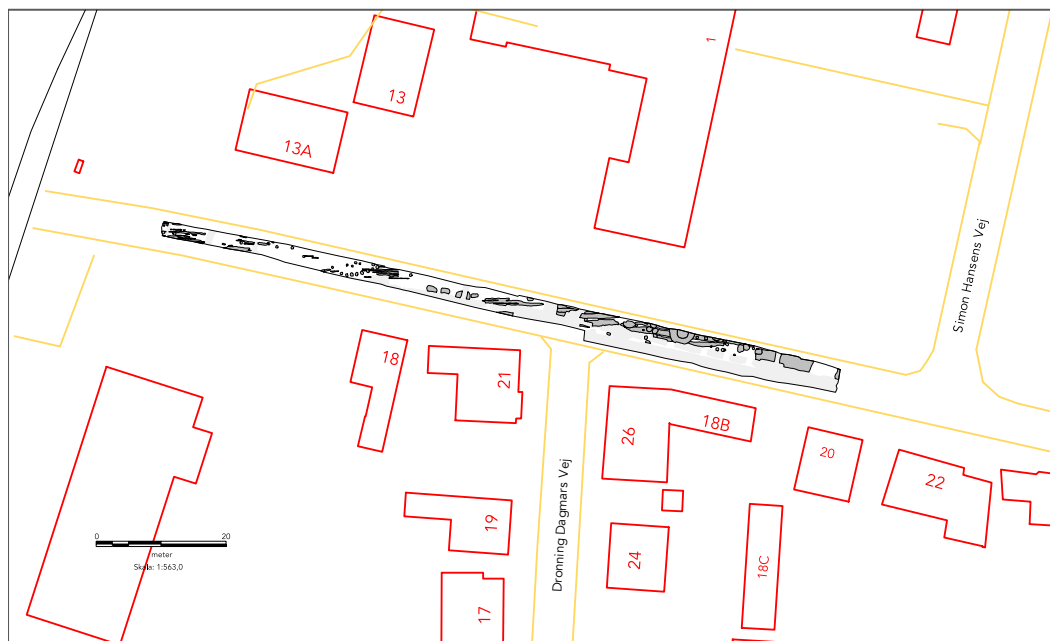 1
13
13A
Simon Hansens Vej
18
21
18B
26
20
22
19
Dronning Dagmars Vej
24
18C
17
0 20
meter
Skala: 1:563,0